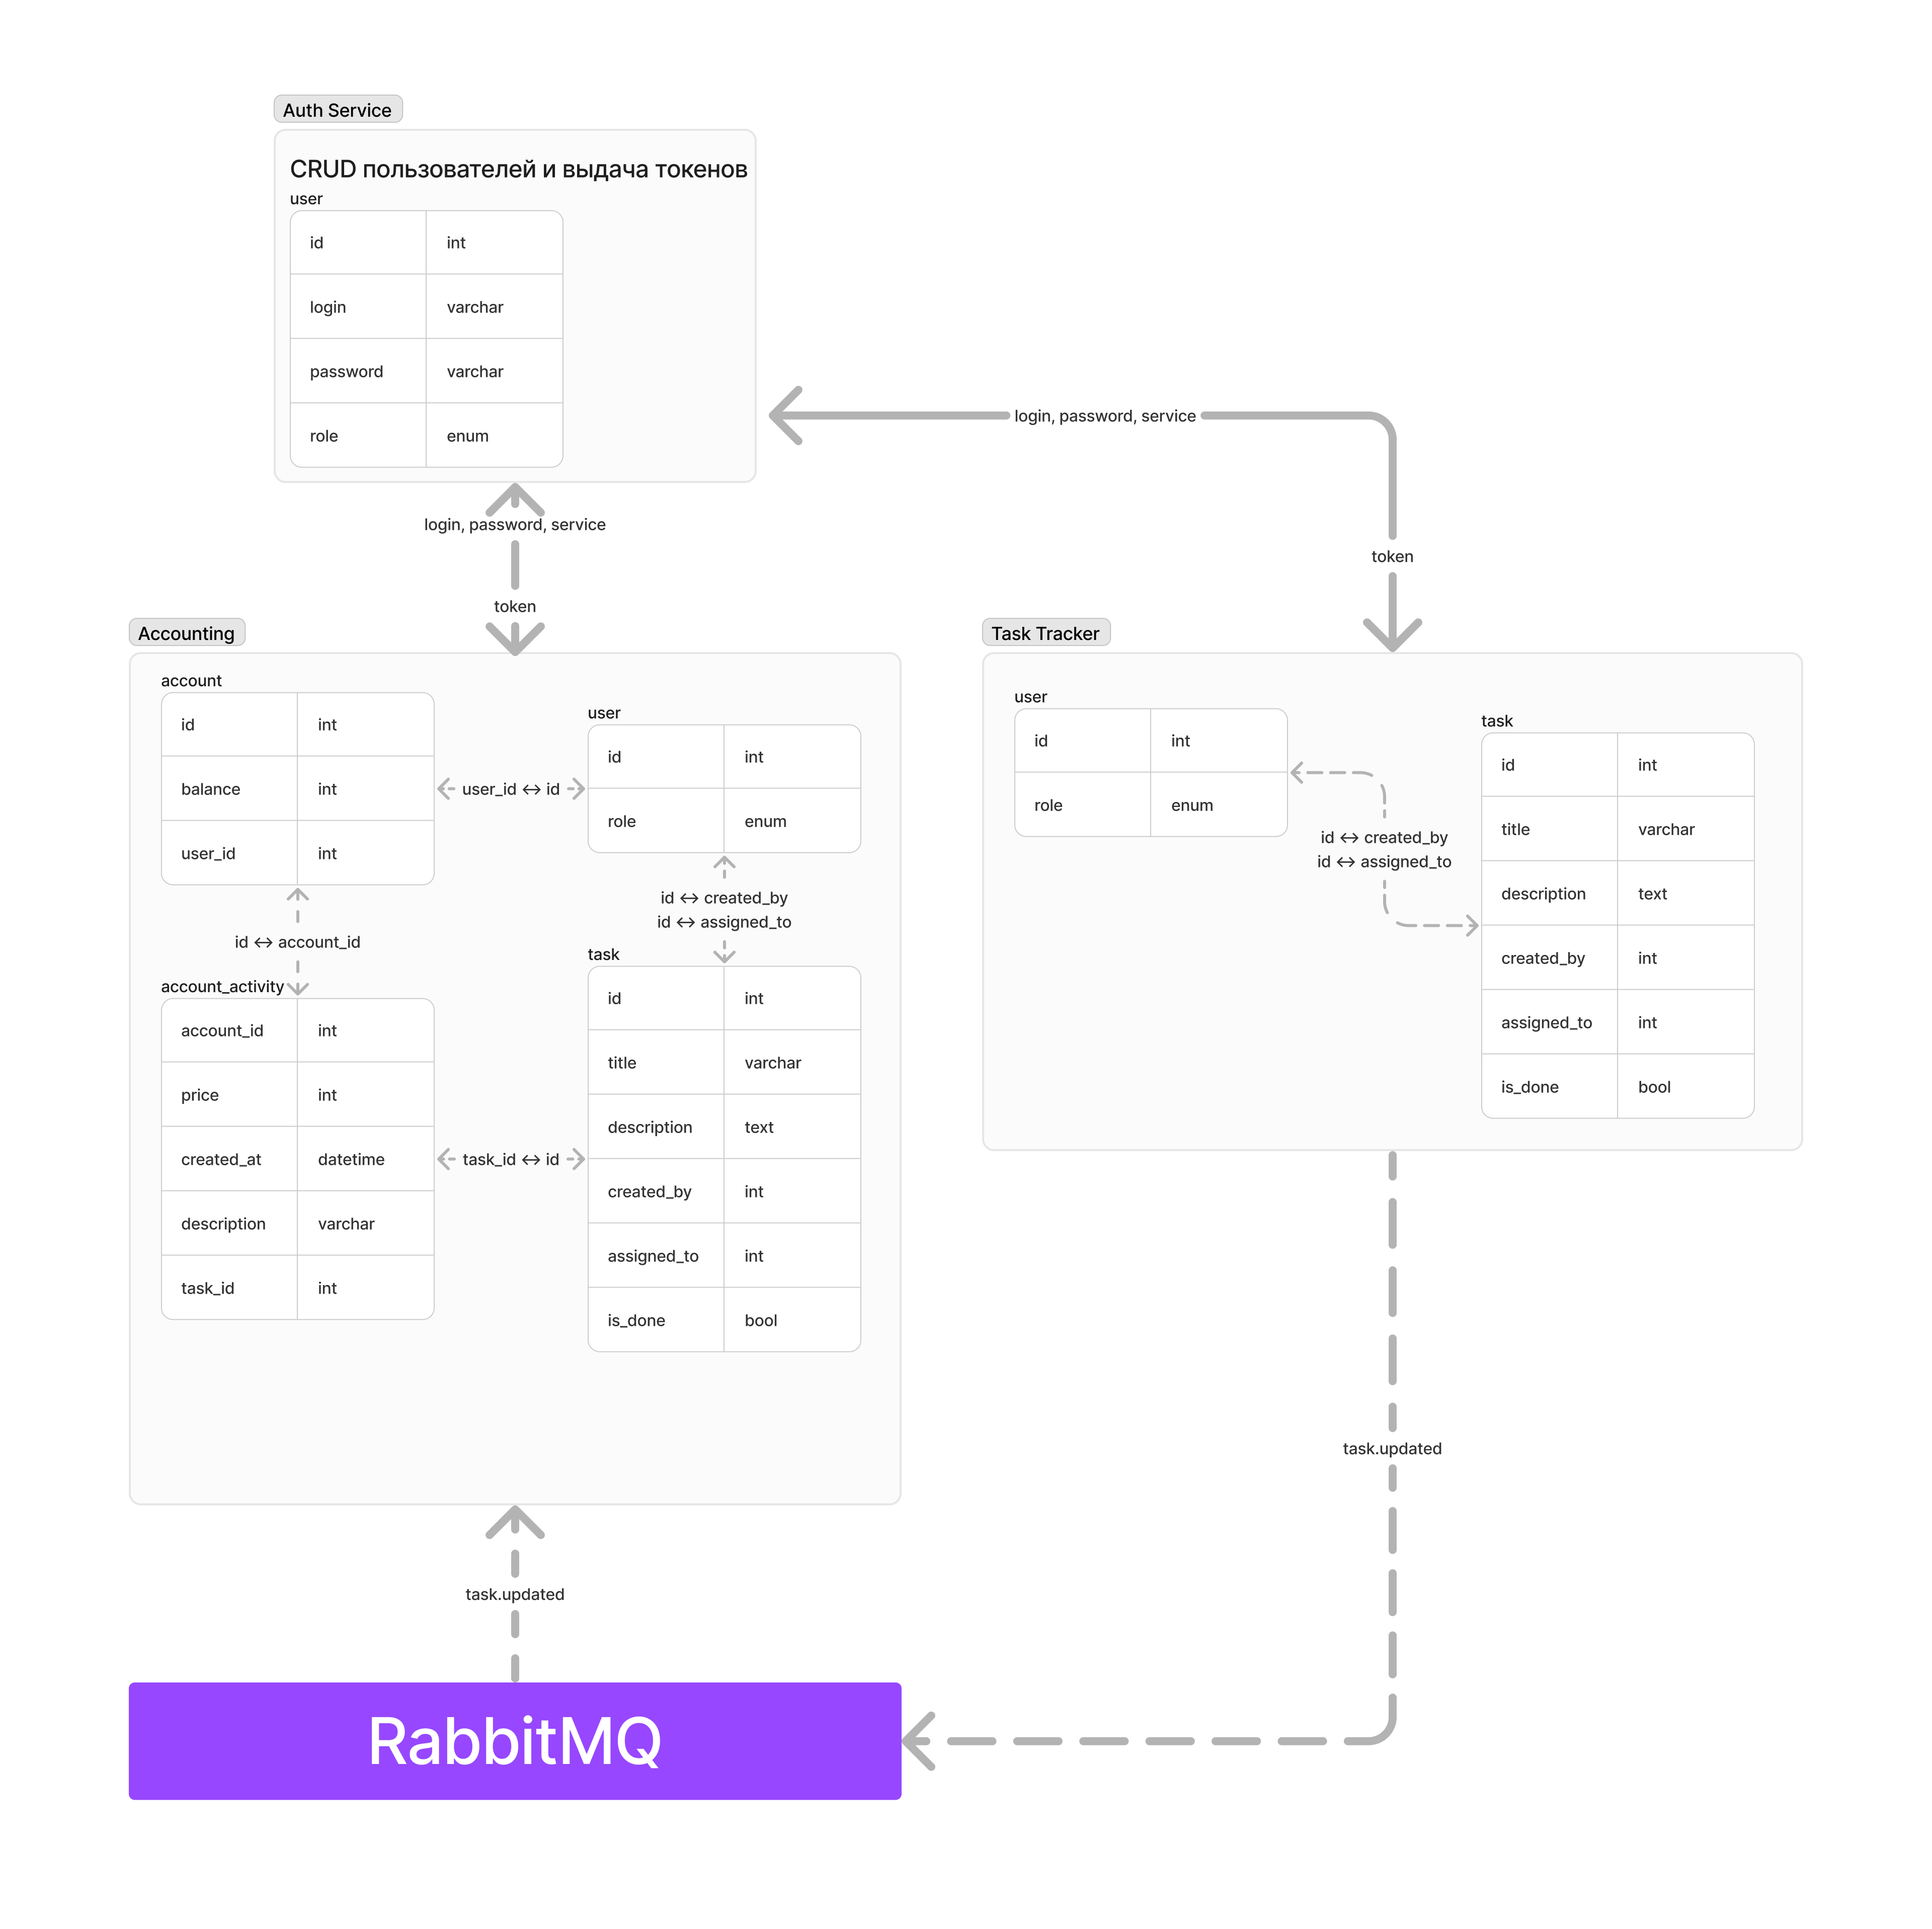 Auth Service
CRUD пользователей и выдача токенов
user
id int
login varchar
password varchar
role enum
login, password, service
token
login, password, service
token
Accounting
account
id int
balance int
user_id int
user_id ↔ id
user
id int
role enum
id ↔ account_id
id ↔ created_by
id ↔ assigned_to
account_activity
account_id int
price int
created_at datetime
description varchar
task_id int
task_id ↔ id
task
id int
title varchar
description text
created_by int
assigned_to int
is_done bool
Task Tracker
user
id int
role enum
id ↔ created_by
id ↔ assigned_to
task
id int
title varchar
description text
created_by int
assigned_to int
is_done bool
task.updated
task.updated
RabbitMQ